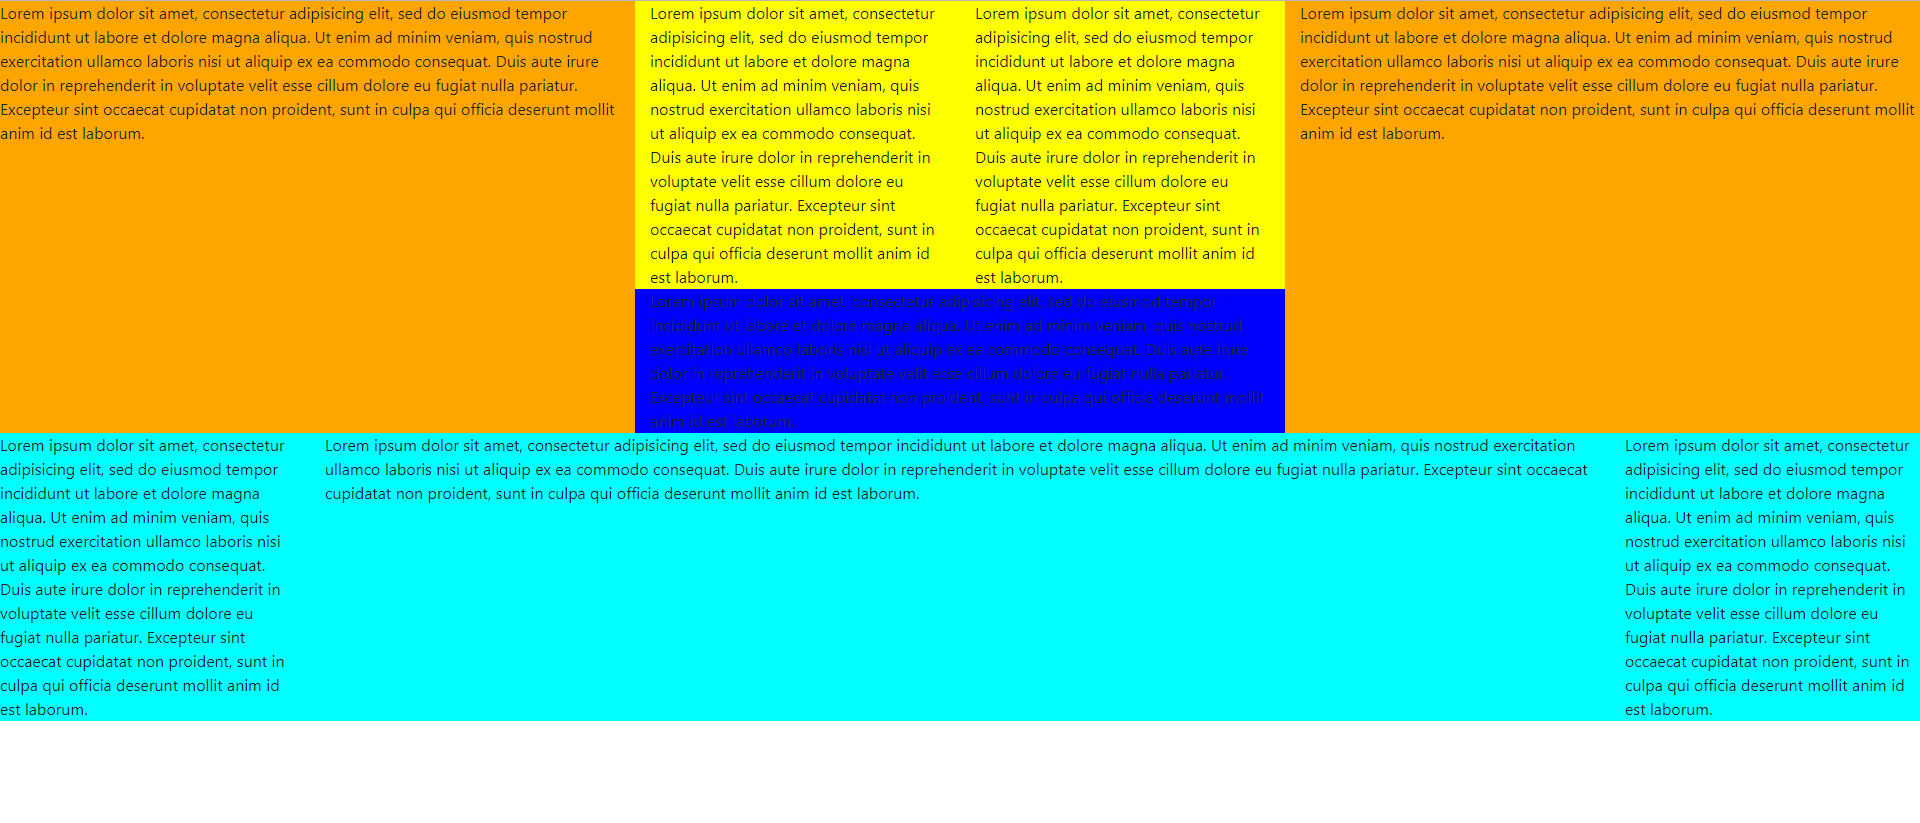 Lorem ipsum dolor sit amet, consectetur adipisicing elit, sed do eiusmod tempor
incididunt ut labore et dolore magna aliqua. Ut enim ad minim veniam, quis nostrud
exercitation ullamco laboris nisi ut aliquip ex ea commodo consequat. Duis aute irure
dolor in reprehenderit in voluptate velit esse cillum dolore eu fugiat nulla pariatur.
Excepteur sint occaecat cupidatat non proident, sunt in culpa qui officia deserunt mollit
anim id est laborum.
Lorem ipsum dolor sit amet, consectetur
adipisicing elit, sed do eiusmod tempor
incididunt ut labore et dolore magna
aliqua. Ut enim ad minim veniam, quis
nostrud exercitation ullamco laboris nisi
ut aliquip ex ea commodo consequat.
Duis aute irure dolor in reprehenderit in
voluptate velit esse cillum dolore eu
fugiat nulla pariatur. Excepteur sint
occaecat cupidatat non proident, sunt in
culpa qui officia deserunt mollit anim id
est laborum.
Lorem ipsum dolor sit amet, consectetur
adipisicing elit, sed do eiusmod tempor
incididunt ut labore et dolore magna
aliqua. Ut enim ad minim veniam, quis
nostrud exercitation ullamco laboris nisi
ut aliquip ex ea commodo consequat.
Duis aute irure dolor in reprehenderit in
voluptate velit esse cillum dolore eu
fugiat nulla pariatur. Excepteur sint
occaecat cupidatat non proident, sunt in
culpa qui officia deserunt mollit anim id
est laborum.
Lorem ipsum dolor sit amet, consectetur adipisicing elit, sed do eiusmod tempor
incididunt ut labore et dolore magna aliqua. Ut enim ad minim veniam, quis nostrud
exercitation ullamco laboris nisi ut aliquip ex ea commodo consequat. Duis aute irure
dolor in reprehenderit in voluptate velit esse cillum dolore eu fugiat nulla pariatur.
Excepteur sint occaecat cupidatat non proident, sunt in culpa qui officia deserunt mollit
anim id est laborum.
Lorem ipsum dolor sit amet, consectetur adipisicing elit, sed do eiusmod tempor
incididunt ut labore et dolore magna aliqua. Ut enim ad minim veniam, quis nostrud
exercitation ullamco laboris nisi ut aliquip ex ea commodo consequat. Duis aute irure
dolor in reprehenderit in voluptate velit esse cillum dolore eu fugiat nulla pariatur.
Excepteur sint occaecat cupidatat non proident, sunt in culpa qui officia deserunt mollit
anim id est laborum.
Lorem ipsum dolor sit amet, consectetur
adipisicing elit, sed do eiusmod tempor
incididunt ut labore et dolore magna
aliqua. Ut enim ad minim veniam, quis
nostrud exercitation ullamco laboris nisi
ut aliquip ex ea commodo consequat.
Duis aute irure dolor in reprehenderit in
voluptate velit esse cillum dolore eu
fugiat nulla pariatur. Excepteur sint
occaecat cupidatat non proident, sunt in
culpa qui officia deserunt mollit anim id
est laborum.
Lorem ipsum dolor sit amet, consectetur adipisicing elit, sed do eiusmod tempor incididunt ut labore et dolore magna aliqua. Ut enim ad minim veniam, quis nostrud exercitation
ullamco laboris nisi ut aliquip ex ea commodo consequat. Duis aute irure dolor in reprehenderit in voluptate velit esse cillum dolore eu fugiat nulla pariatur. Excepteur sint occaecat
cupidatat non proident, sunt in culpa qui officia deserunt mollit anim id est laborum.
Lorem ipsum dolor sit amet, consectetur
adipisicing elit, sed do eiusmod tempor
incididunt ut labore et dolore magna
aliqua. Ut enim ad minim veniam, quis
nostrud exercitation ullamco laboris nisi
ut aliquip ex ea commodo consequat.
Duis aute irure dolor in reprehenderit in
voluptate velit esse cillum dolore eu
fugiat nulla pariatur. Excepteur sint
occaecat cupidatat non proident, sunt in
culpa qui officia deserunt mollit anim id
est laborum.